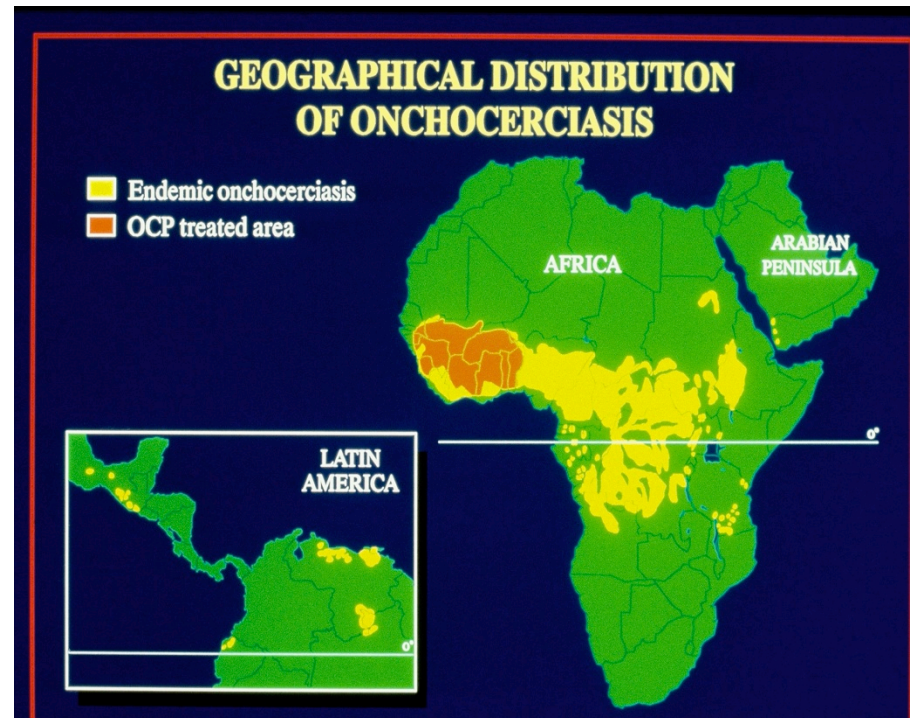 GEOGRAPHICAL DISTRIBUTION
OF ONCHOCERCIASIS
Endemic onchocerciasis
OCP treated area
AFRICA
ARABIAN
PENINSULA
0°
LATIN
AMERICA
0°